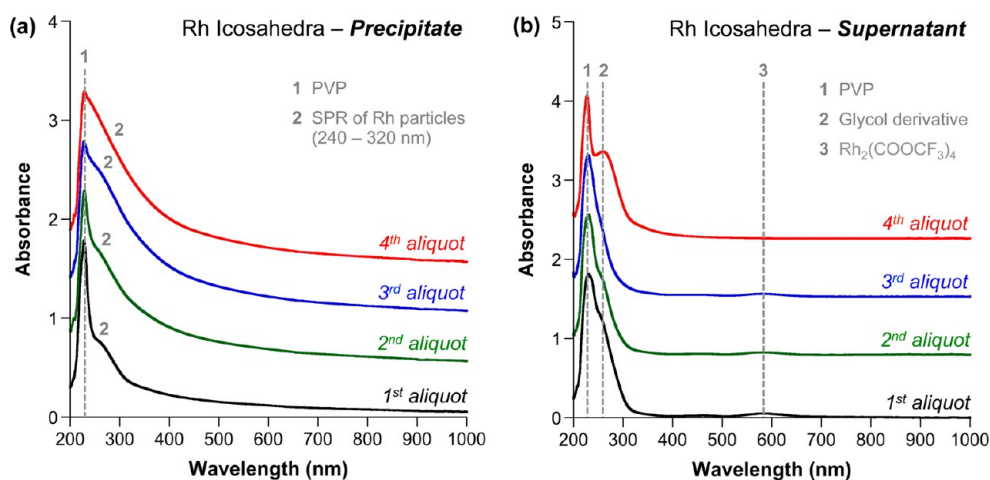 (a)
Rh Icosahedra – Precipitate
1
1 PVP
2 SPR of Rh particles
(240 – 320 nm)
2
2
2
2
4th aliquot
3rd aliquot
2nd aliquot
1st aliquot
Absorbance
4
3
2
1
0
200 300 400 500 600 700 800 900 1000
Wavelength (nm)
(b)
Rh Icosahedra – Supernatant
1 2 3
1 PVP
2 Glycol derivative
3 Rh2(COOCF3)4
4th aliquot
3rd aliquot
2nd aliquot
1st aliquot
Absorbance
5
4
3
2
1
0
200 300 400 500 600 700 800 900 1000
Wavelength (nm)